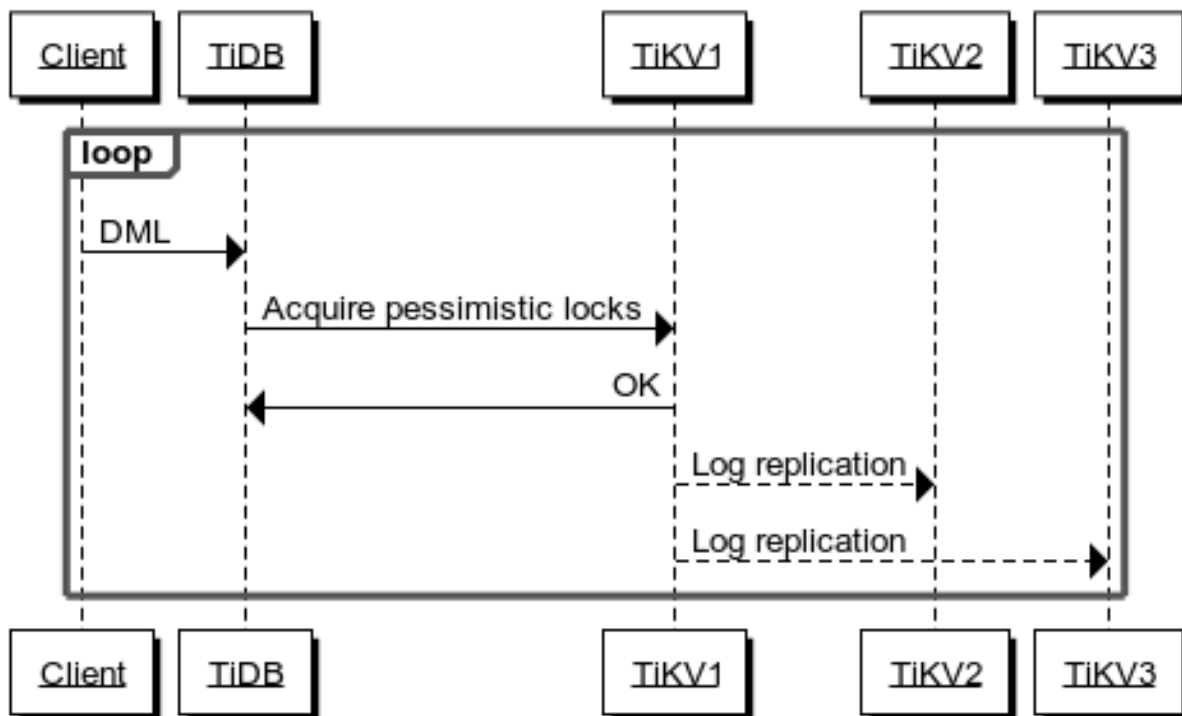 Client TiDB TiKV1 TiKV2 TiKV3
loop
DML
Acquire pessimistic locks
OK
Log replication
Log replication
Client TiDB TiKV1 TiKV2 TiKV3